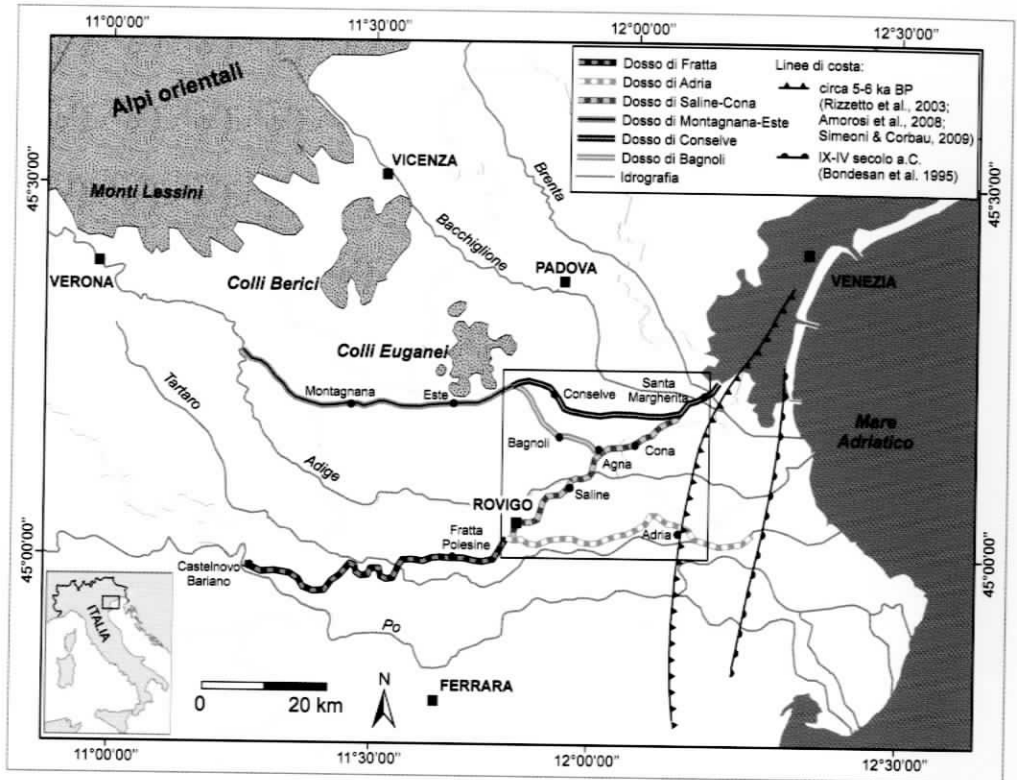 11°00'00"
11°30'00"
12°00'00"
12°30'00"
Alpi orientali
Monti Lessini
45°30'00"
45°30'00"
Dosso di Fratta
Dosso di Adria
Dosso di Saline-Cona
Dosso di Montagnana-Este
Dosso di Conselve
Dosso di Bagnoli
Idrografia
Linee di costa:
circa 5-6 ka BP
(Rizzetto et al., 2003;
Amorosi et al., 2008;
Simeoni & Corbau, 2009)
IX-IV secolo a.C.
(Bondesan et al. 1995)
VICENZA
Brenta
Bacchiglione
VERONA
Colli Berici
PADOVA
VENEZIA
Colli Euganei
Tartaro
Montagnana
Este
Conselve
Santa
Margherita
Mare
Adriatico
Bagnoli
Agna
Cona
Adige
Saline
ROVIGO
Fratta
Polesine
Adria
45°00'00"
45°00'00"
Castelnovo
Bariano
ITALIA
Po
N
0
20 km
FERRARA
11°00'00"
11°30'00"
12°00'00"
12°30'00"